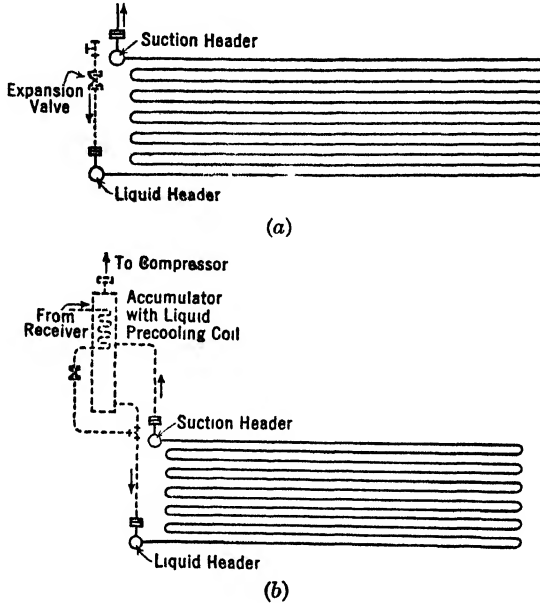 Suction Header
Expansion
Valve
Liquid Header
(a)
To Compressor
From
Receiver
Accumulator
with Liquid
Precooling Coil
Suction Header
Liquid Header
(b)